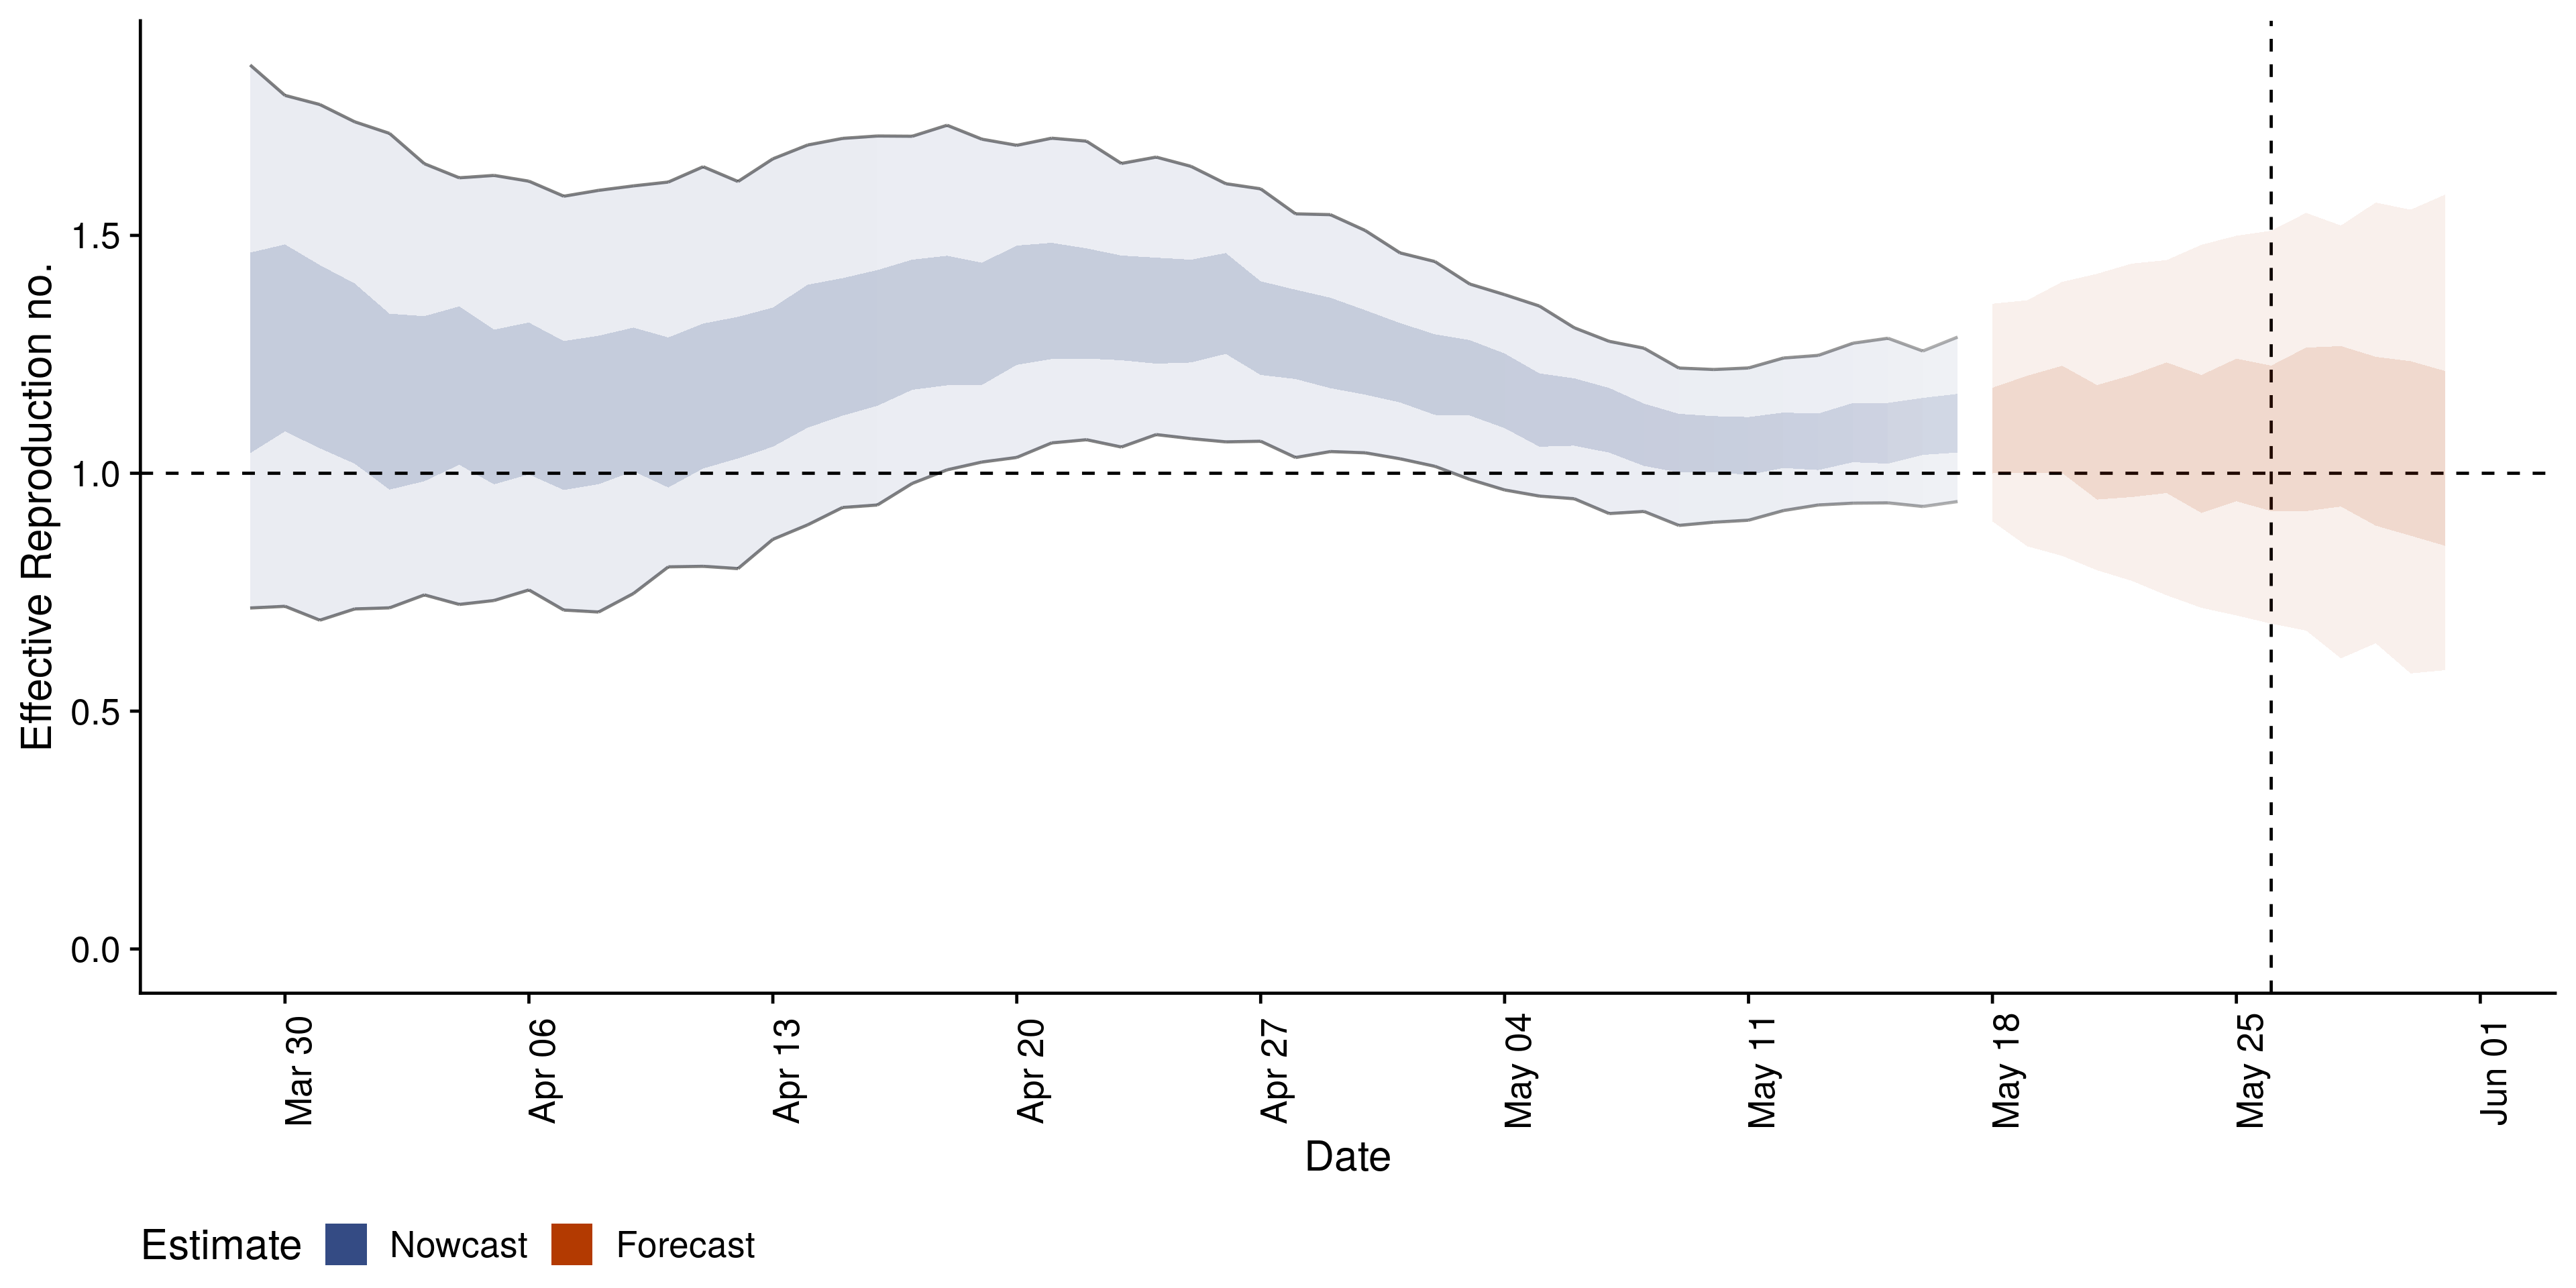 Effective Reproduction no.
1.5
1.0
0.5
0.0
Mar 30
Apr 06
Apr 13
Apr 20
Apr 27
May 04
May 11
May 18
May 25
Jun 01
Date
Estimate Nowcast Forecast